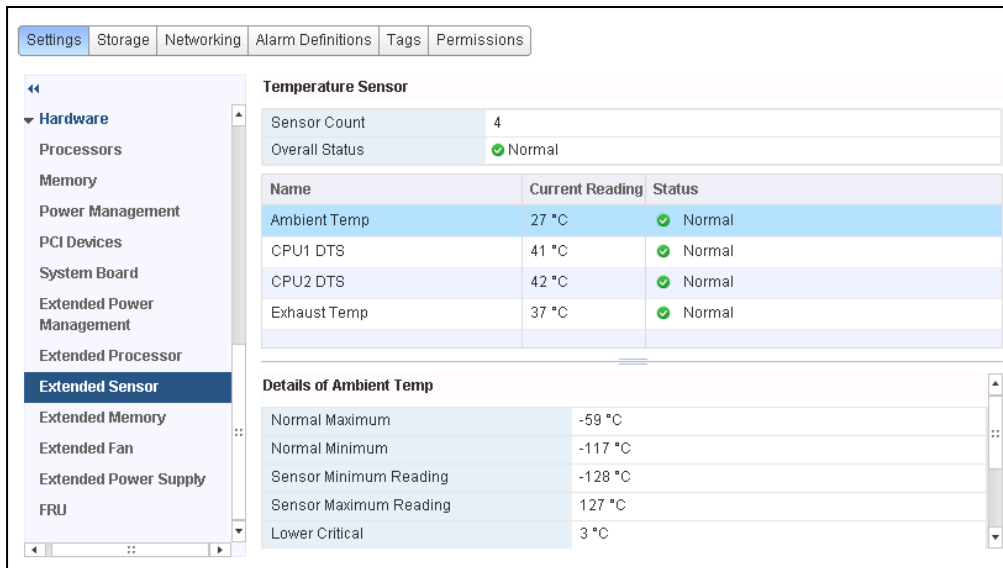 Settings Storage Networking Alarm Definitions Tags Permissions
Hardware
Processors
Memory
Power Management
PCI Devices
System Board
Extended Power
Management
Extended Processor
Extended Sensor
Extended Memory
Extended Fan
Extended Power Supply
FRU
Temperature Sensor
Sensor Count 4
Overall Status Normal
Name Current Reading Status
Ambient Temp 27 °C Normal
CPU1 DTS 41 °C Normal
CPU2 DTS 42 °C Normal
Exhaust Temp 37 °C Normal
Details of Ambient Temp
Normal Maximum -59 °C
Normal Minimum -117 °C
Sensor Minimum Reading -128 °C
Sensor Maximum Reading 127 °C
Lower Critical 3 °C